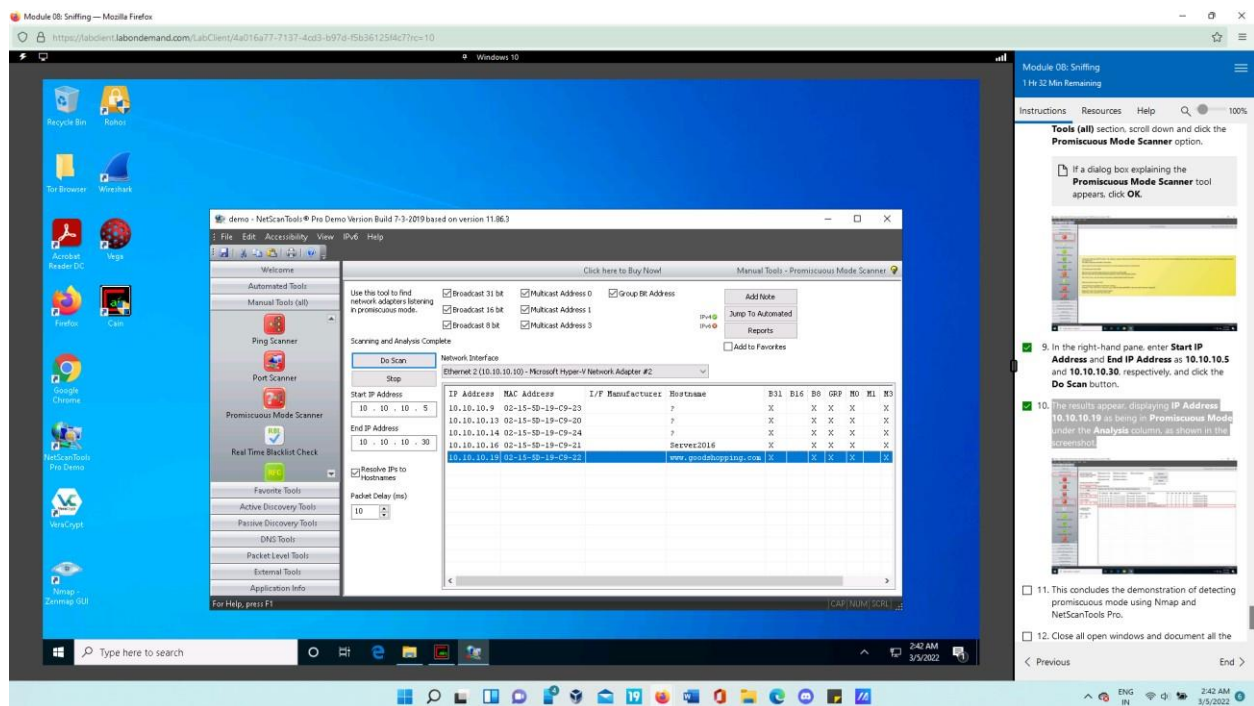 Module 08: Sniffing — Mozilla Firefox
https://labclient.labondemand.com/LabClient/4a016a77-7137-4cd3-b97d-f5b36125f4c7?rc=10
Windows 10
Recycle Bin
Rohos
Tor Browser
Wireshark
Acrobat Reader DC
Vega
Firefox
Cain
Google Chrome
NetScanTools Pro Demo
VeraCrypt
Nmap - Zenmap GUI
demo - NetScanTools® Pro Demo Version Build 7-3-2019 based on version 11.86.3
File Edit Accessibility View IPv6 Help
Welcome
Automated Tools
Manual Tools (all)
Ping Scanner
Port Scanner
Promiscuous Mode Scanner
Real Time Blacklist Check
Favorite Tools
Active Discovery Tools
Passive Discovery Tools
DNS Tools
Packet Level Tools
External Tools
Application Info
For Help, press F1
Click here to Buy Now!
Manual Tools - Promiscuous Mode Scanner
Use this tool to find
network adapters listening
in promiscuous mode.
Broadcast 31 bit Multicast Address 0 Group Bit Address
Broadcast 16 bit Multicast Address 1
Broadcast 8 bit Multicast Address 3
Add Note
Jump To Automated
Reports
Add to Favorites
Scanning and Analysis Complete
Do Scan
Stop
Network Interface
Ethernet 2 (10.10.10.10) - Microsoft Hyper-V Network Adapter #2
Start IP Address
10 . 10 . 10 . 5
End IP Address
10 . 10 . 10 . 30
Resolve IPs to
Hostnames
Packet Delay (ms)
10
IP Address MAC Address I/F Manufacturer Hostname B31 B16 B8 GRP M0 M1 M3
10.10.10.9 02-15-5D-19-C9-23 ? X X X X X
10.10.10.13 02-15-5D-19-C9-20 ? X X X X X
10.10.10.14 02-15-5D-19-C9-24 ? X X X X X
10.10.10.16 02-15-5D-19-C9-21 Server2016 X X X X X
10.10.10.19 02-15-5D-19-C9-22 www.goodshopping.com X X X X X
CAP NUM SCRL
Type here to search
2:42 AM
3/5/2022
Module 08: Sniffing
1 Hr 32 Min Remaining
Instructions Resources Help 100%
Tools (all) section, scroll down and click the
Promiscuous Mode Scanner option.
If a dialog box explaining the
Promiscuous Mode Scanner tool
appears, click OK.
9. In the right-hand pane, enter Start IP
Address and End IP Address as 10.10.10.5
and 10.10.10.30, respectively, and click the
Do Scan button.
10. The results appear, displaying IP Address
10.10.10.19 as being in Promiscuous Mode
under the Analysis column, as shown in the
screenshot.
11. This concludes the demonstration of detecting
promiscuous mode using Nmap and
NetScanTools Pro.
12. Close all open windows and document all the
Previous End
ENG
IN
2:42 AM
3/5/2022